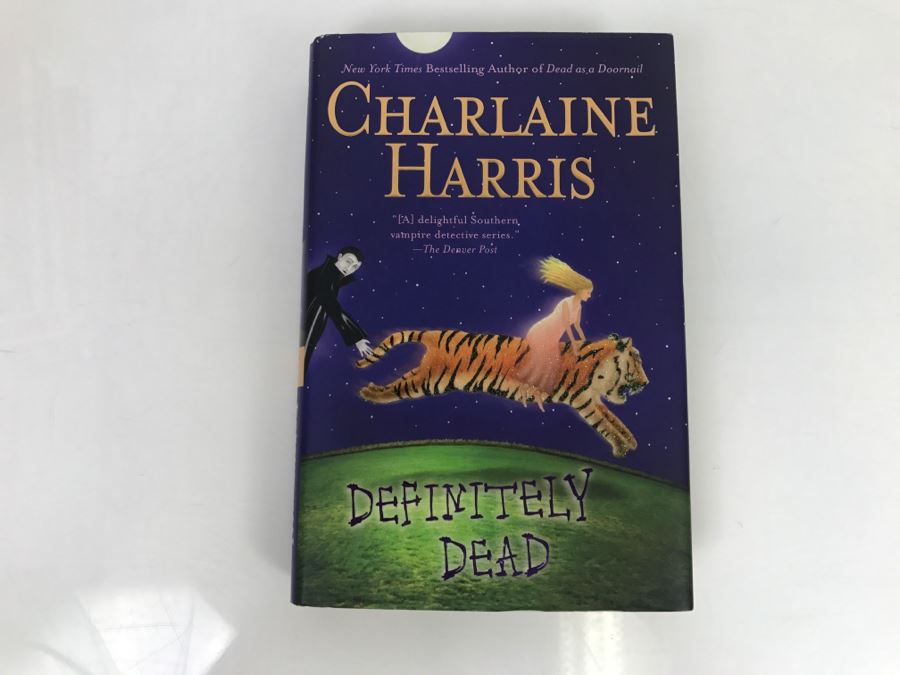 New York Times Bestselling Author of Dead as a Doornail
CHARLAINE
HARRIS
"[A] delightful Southern
vampire detective series."
—The Denver Post
DEFINITELY
DEAD